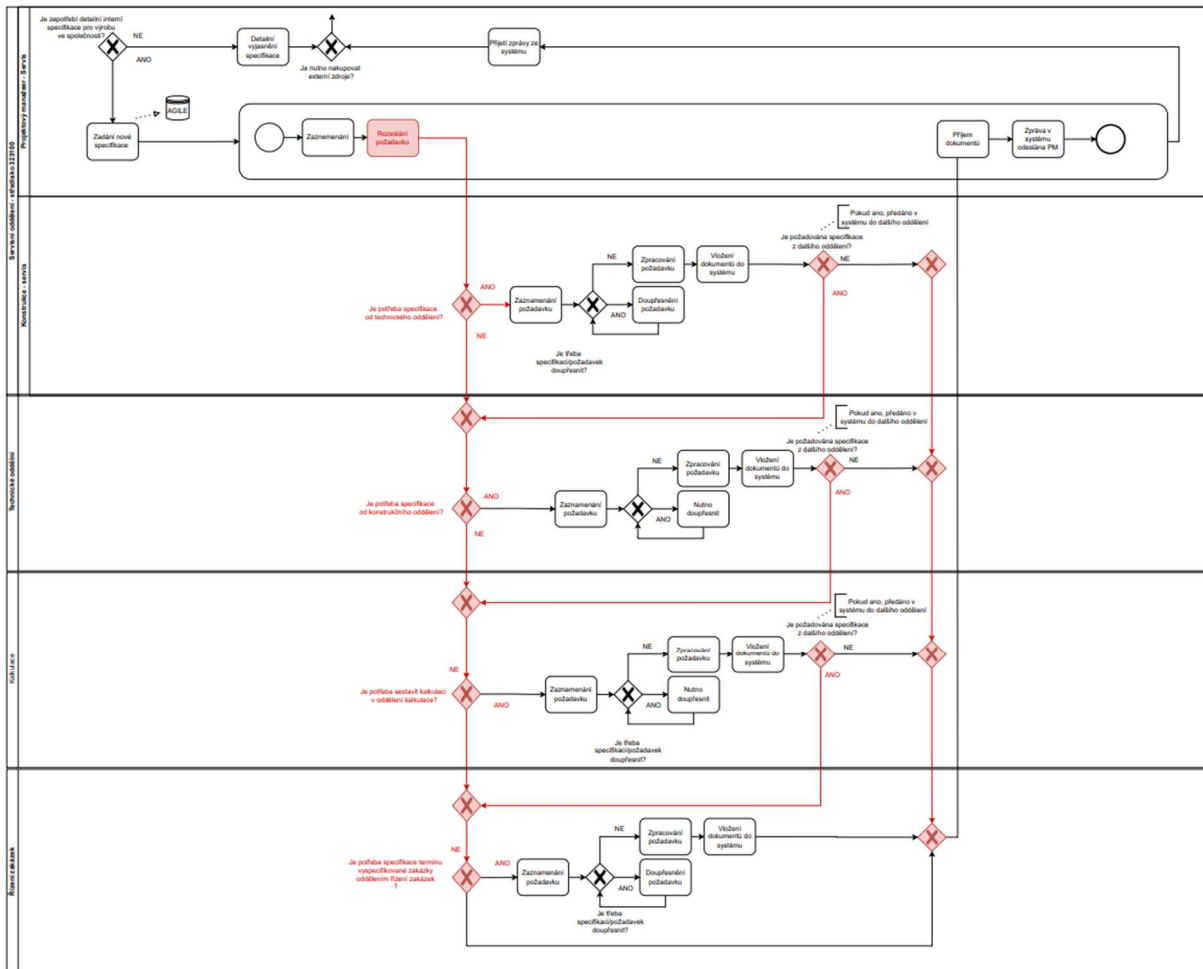 Servisní oddělení - středisko 323100
Projektový manažeer - Servis
Je zapotřebí detailní interní
specifikace pro výrobu
ve společnosti?
NE
ANO
Detailní
vyjasnění
specifikace
Je nutno nakupovat
externí zdroje?
Přijetí zprávy ze
systému
Zadání nové
specifikace
AGILE
Zaznemenání
Rozeslání
požadavku
Příjem
dokumentů
Zpráva v
systému
odeslána PM
Konstrukce - servis
Je potřeba specifikace
od technického oddělení?
ANO
NE
Zaznamenání
požadavku
NE
ANO
Zpracování
požadavku
Doupřesnění
požadavku
Je třeba
specifikaci/požadavek
doupřesnit?
Vložení
dokumentů do
systému
Pokud ano, předáno v
systému do dalšího oddělení
Je požadována specifikace
z dalšího oddělení?
NE
ANO
Technické oddělní
Je potřeba specifikace
od konstrukčního oddělení?
ANO
NE
Zaznamenání
požadavku
NE
ANO
Zpracování
požadavku
Nutno
doupřesnit
Vložení
dokumentů do
systému
Pokud ano, předáno v
systému do dalšího oddělení
Je požadována specifikace
z dalšího oddělení?
NE
ANO
Kalkulace
NE
Je potřeba sestavit kalkulaci
v oddělení kalkulace?
ANO
Zaznamenání
požadavku
NE
ANO
Zpracování
požadavku
Nutno
doupřesnit
Je třeba
specifikaci/požadavek
doupřesnit?
Vložení
dokumentů do
systému
Pokud ano, předáno v
systému do dalšího oddělení
Je požadována specifikace
z dalšího oddělení?
NE
ANO
Řízení zakázek
NE
Je potřeba specifikace termínu
vyspecifikované zakázky
oddělením řízení zakázek
?
ANO
Zaznamenání
požadavku
NE
ANO
Zpracování
požadavku
Doupřesnění
požadavku
Je třeba
specifikaci/požadavek
doupřesnit?
Vložení
dokumentů do
systému